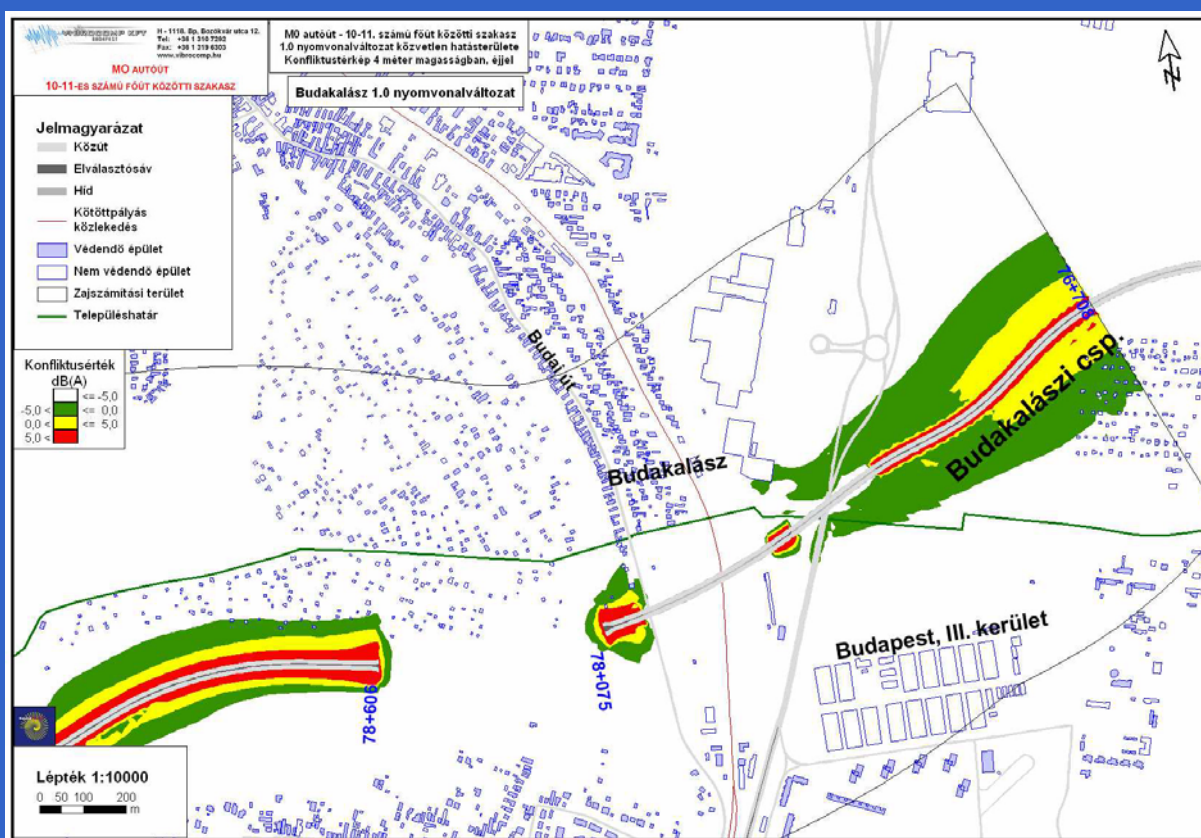 VIBROCOMP KFT
BUDAPEST
H - 1118. Bp, Bozókvár utca 12.
Tel: +36 1 310 7292
Fax: +36 1 319 6303
www.vibrocomp.hu
MO AUTÓÚT
10-11-ES SZÁMÚ FŐÚT KÖZÖTTI SZAKASZ
M0 autóút - 10-11. számú főút közötti szakasz
1.0 nyomvonalváltozat közvetlen hatásterülete
Konfliktustérkép 4 méter magasságban, éjjel
Budakalász 1.0 nyomvonalváltozat
N
Jelmagyarázat
Közút
Elválasztósáv
Híd
Kötöttpályás
közlekedés
Védendő épület
Nem védendő épület
Zajszámítási terület
Településhatár
Konfliktusérték
dB(A)
<= -5,0
-5,0 < <= 0,0
0,0 < <= 5,0
5,0 <
76+708
Budai út
Budakalászi csp.
Budakalász
Budapest, III. kerület
78+075
78+606
Lépték 1:10000
0 50 100 200
m